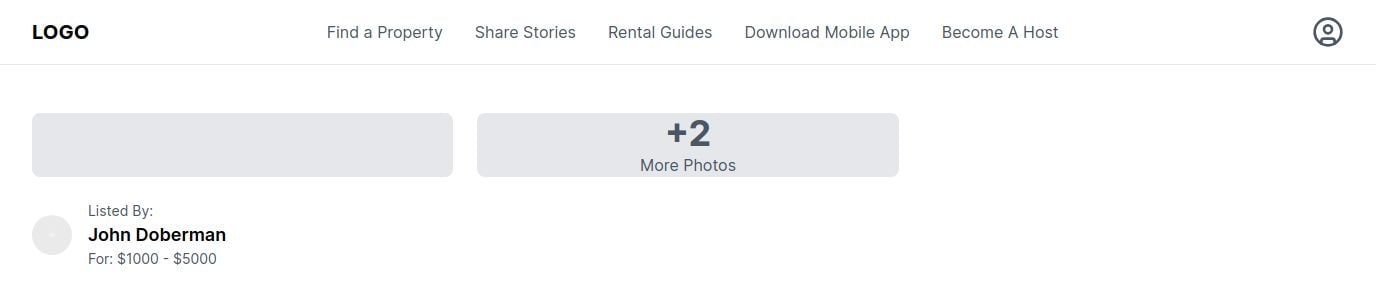 LOGO
Find a Property
Share Stories
Rental Guides
Download Mobile App
Become A Host
+2
More Photos
Listed By:
John Doberman
For: $1000 - $5000